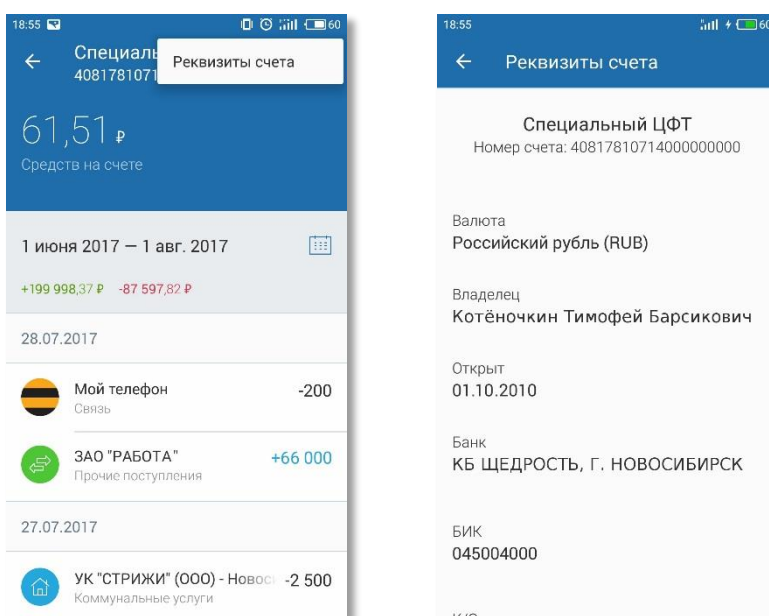 18:55 60
Специаль
4081781071
Реквизиты счета
61,51 ₽
Средств на счете
1 июня 2017 — 1 авг. 2017
+199 998,37 ₽ -87 597,82 ₽
28.07.2017
Мой телефон -200
Связь
ЗАО "РАБОТА" +66 000
Прочие поступления
27.07.2017
УК "СТРИЖИ" (ООО) - Новос -2 500
Коммунальные услуги
18:55 60
Реквизиты счета
Специальный ЦФТ
Номер счета: 40817810714000000000
Валюта
Российский рубль (RUB)
Владелец
Котёночкин Тимофей Барсикович
Открыт
01.10.2010
Банк
КБ ЩЕДРОСТЬ, Г. НОВОСИБИРСК
БИК
045004000